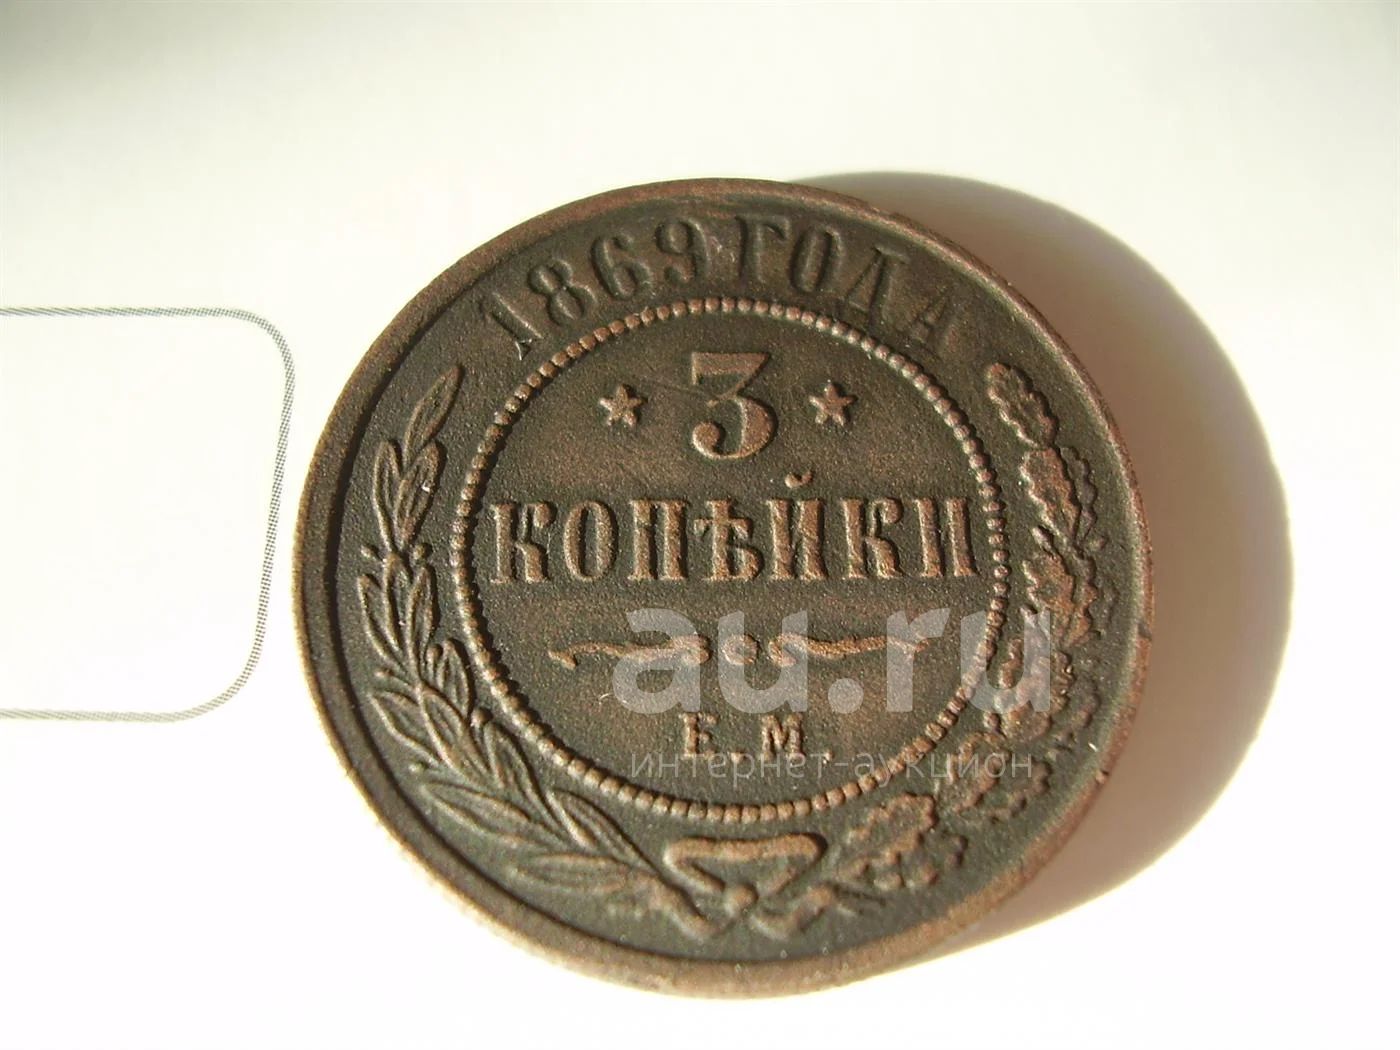 1869 ГОДА
3
КОПѢЙКИ
Е.М.
au.ru
интернет-аукцион